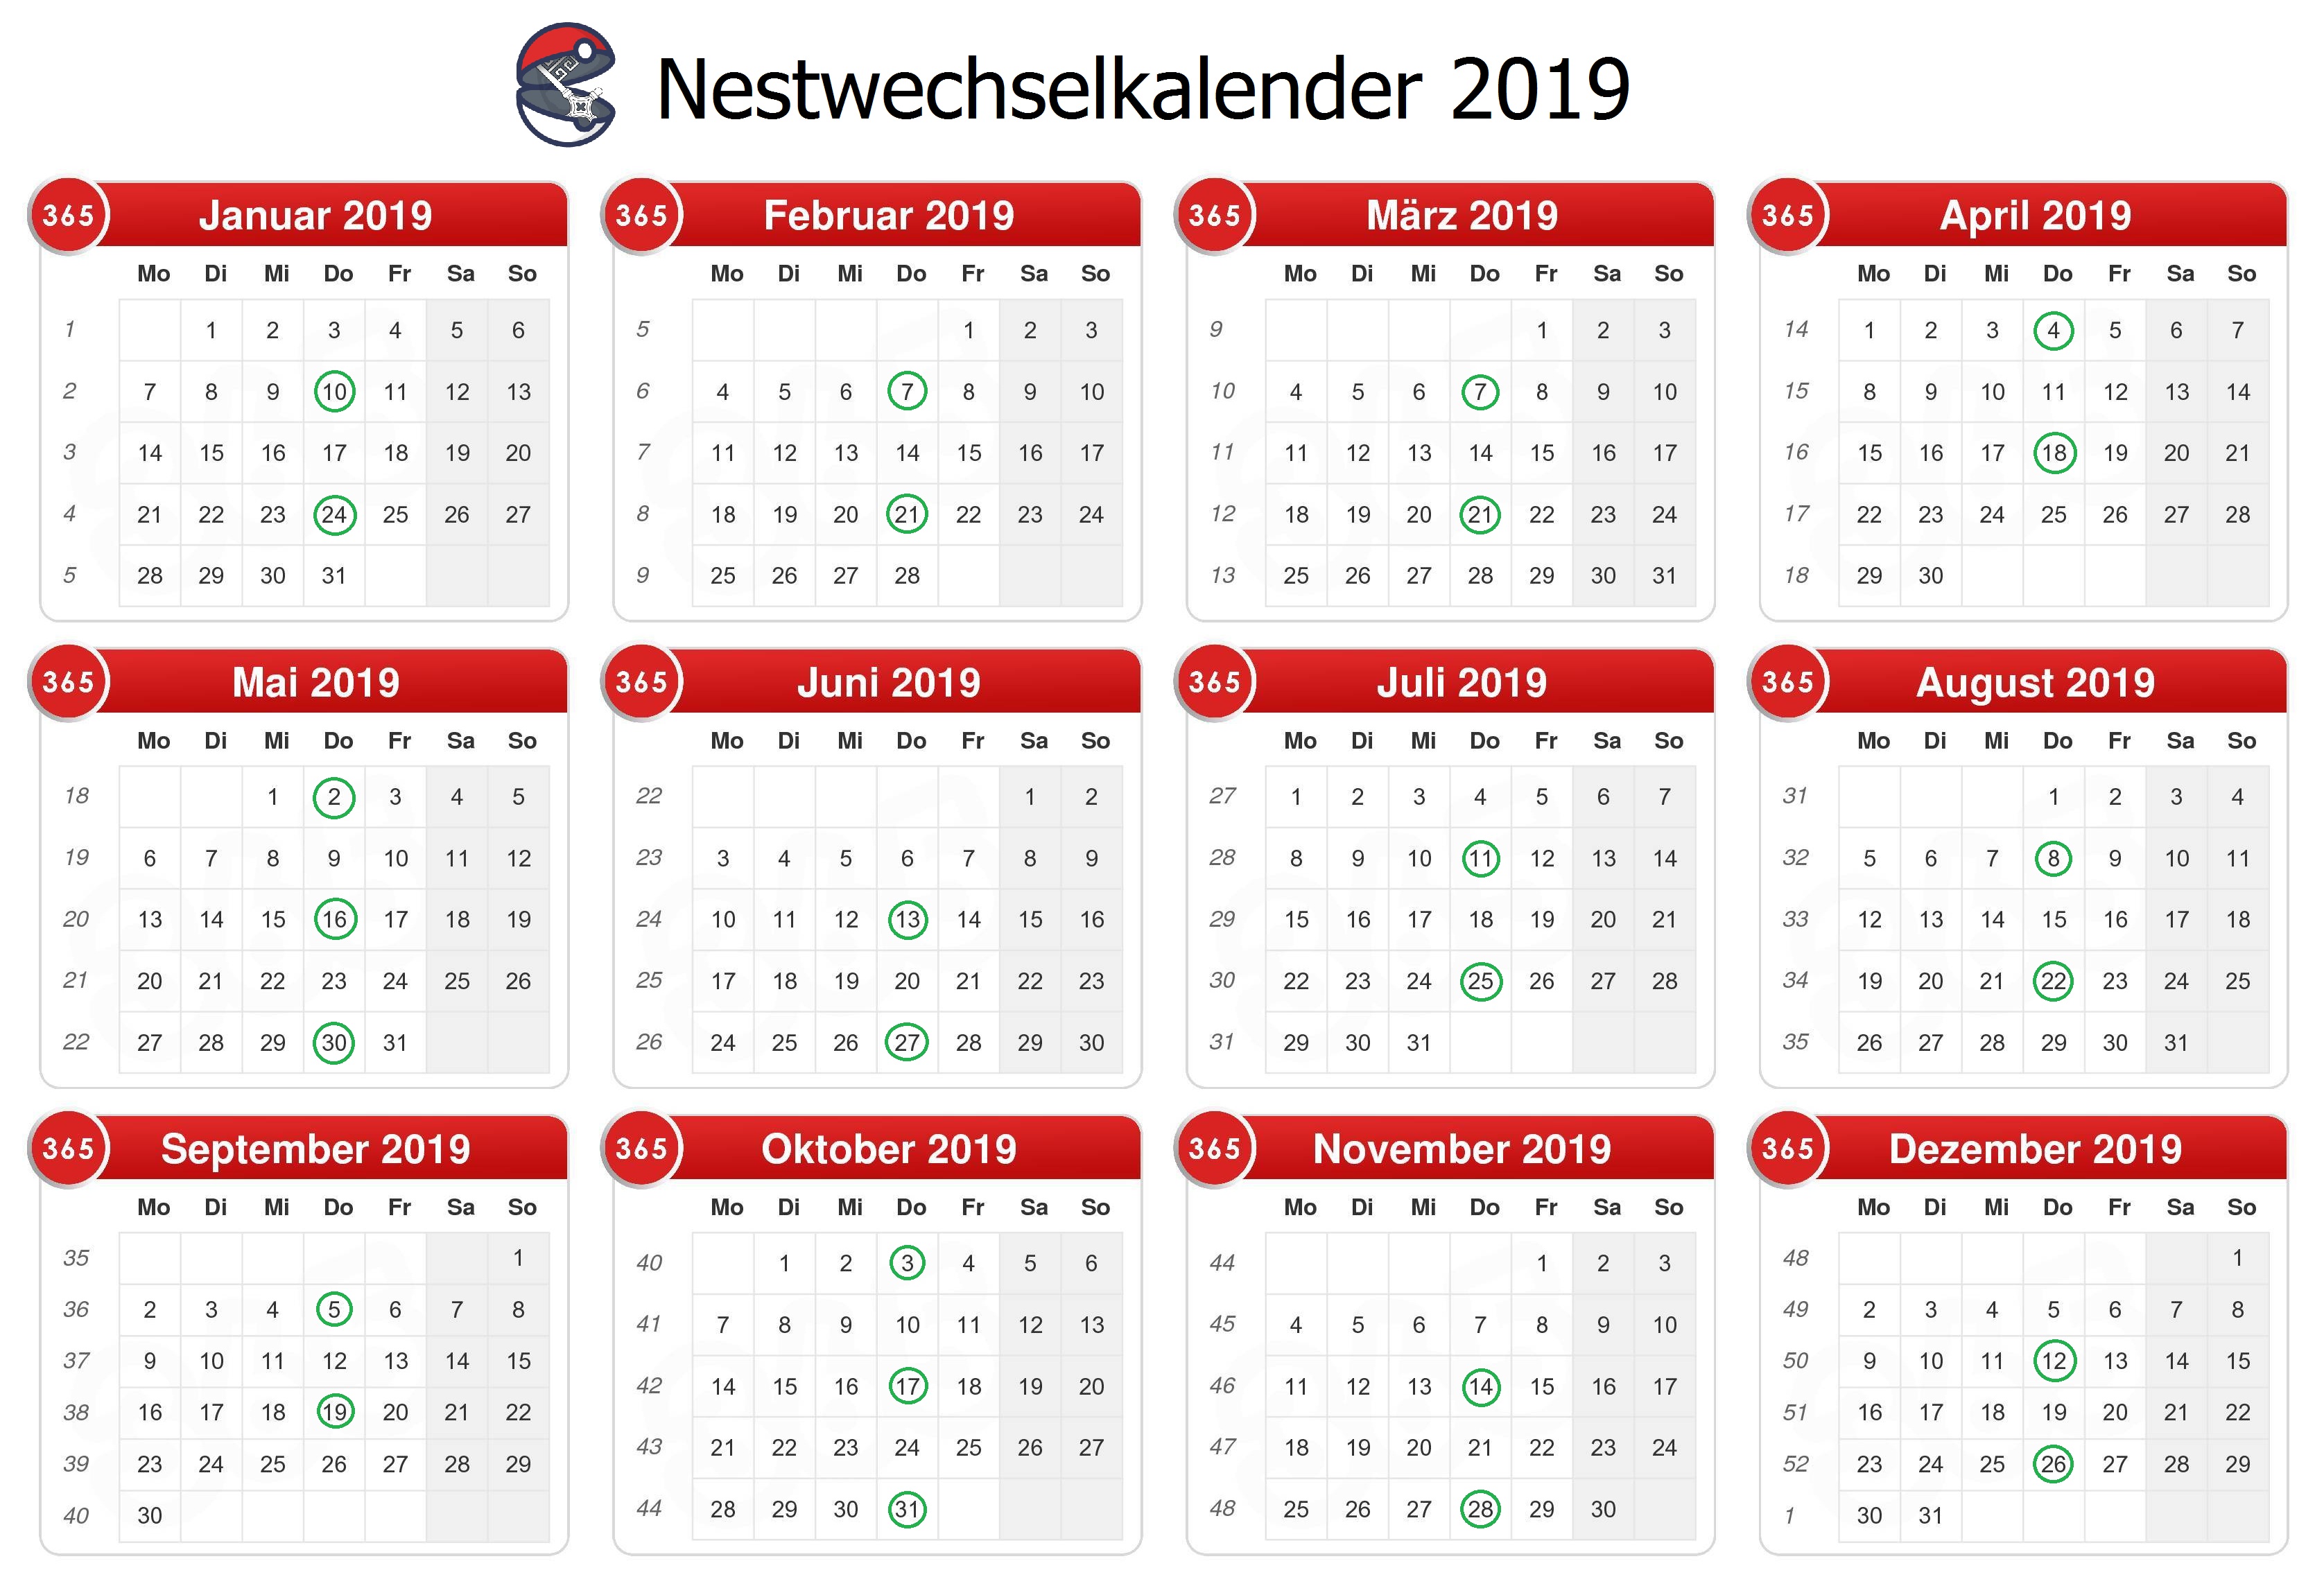 Nestwechselkalender 2019
365 Januar 2019
Mo Di Mi Do Fr Sa So
1 1 2 3 4 5 6
2 7 8 9 10 11 12 13
3 14 15 16 17 18 19 20
4 21 22 23 24 25 26 27
5 28 29 30 31
365 Februar 2019
Mo Di Mi Do Fr Sa So
5 1 2 3
6 4 5 6 7 8 9 10
7 11 12 13 14 15 16 17
8 18 19 20 21 22 23 24
9 25 26 27 28
365 März 2019
Mo Di Mi Do Fr Sa So
9 1 2 3
10 4 5 6 7 8 9 10
11 11 12 13 14 15 16 17
12 18 19 20 21 22 23 24
13 25 26 27 28 29 30 31
365 April 2019
Mo Di Mi Do Fr Sa So
14 1 2 3 4 5 6 7
15 8 9 10 11 12 13 14
16 15 16 17 18 19 20 21
17 22 23 24 25 26 27 28
18 29 30
365 Mai 2019
Mo Di Mi Do Fr Sa So
18 1 2 3 4 5
19 6 7 8 9 10 11 12
20 13 14 15 16 17 18 19
21 20 21 22 23 24 25 26
22 27 28 29 30 31
365 Juni 2019
Mo Di Mi Do Fr Sa So
22 1 2
23 3 4 5 6 7 8 9
24 10 11 12 13 14 15 16
25 17 18 19 20 21 22 23
26 24 25 26 27 28 29 30
365 Juli 2019
Mo Di Mi Do Fr Sa So
27 1 2 3 4 5 6 7
28 8 9 10 11 12 13 14
29 15 16 17 18 19 20 21
30 22 23 24 25 26 27 28
31 29 30 31
365 August 2019
Mo Di Mi Do Fr Sa So
31 1 2 3 4
32 5 6 7 8 9 10 11
33 12 13 14 15 16 17 18
34 19 20 21 22 23 24 25
35 26 27 28 29 30 31
365 September 2019
Mo Di Mi Do Fr Sa So
35 1
36 2 3 4 5 6 7 8
37 9 10 11 12 13 14 15
38 16 17 18 19 20 21 22
39 23 24 25 26 27 28 29
40 30
365 Oktober 2019
Mo Di Mi Do Fr Sa So
40 1 2 3 4 5 6
41 7 8 9 10 11 12 13
42 14 15 16 17 18 19 20
43 21 22 23 24 25 26 27
44 28 29 30 31
365 November 2019
Mo Di Mi Do Fr Sa So
44 1 2 3
45 4 5 6 7 8 9 10
46 11 12 13 14 15 16 17
47 18 19 20 21 22 23 24
48 25 26 27 28 29 30
365 Dezember 2019
Mo Di Mi Do Fr Sa So
48 1
49 2 3 4 5 6 7 8
50 9 10 11 12 13 14 15
51 16 17 18 19 20 21 22
52 23 24 25 26 27 28 29
1 30 31